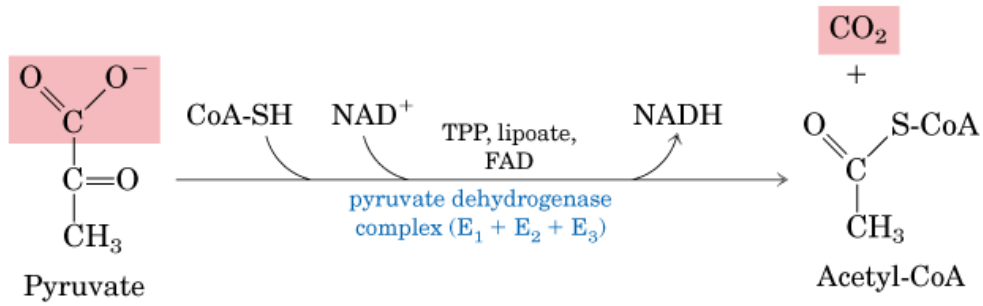 CO₂
+
O O⁻
C
C=O
CH₃
Pyruvate
CoA-SH NAD⁺
TPP, lipoate,
FAD
NADH
pyruvate dehydrogenase
complex (E₁ + E₂ + E₃)
O S-CoA
C
CH₃
Acetyl-CoA